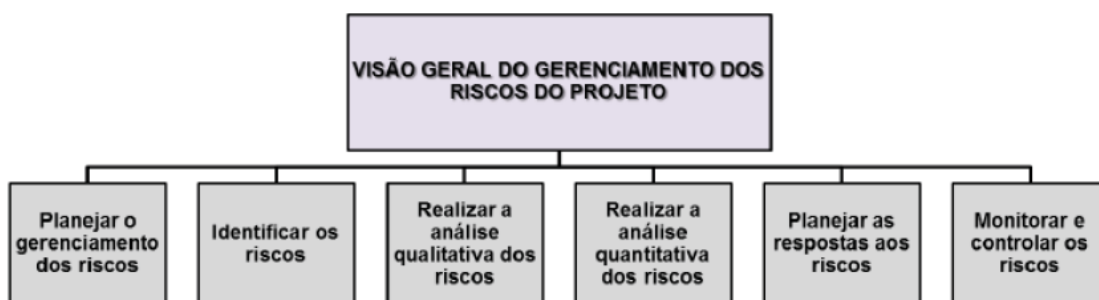 VISÃO GERAL DO GERENCIAMENTO DOS
RISCOS DO PROJETO
Planejar o
gerenciamento
dos riscos
Identificar os
riscos
Realizar a
análise
qualitativa dos
riscos
Realizar a
análise
quantitativa
dos riscos
Planejar as
respostas aos
riscos
Monitorar e
controlar os
riscos